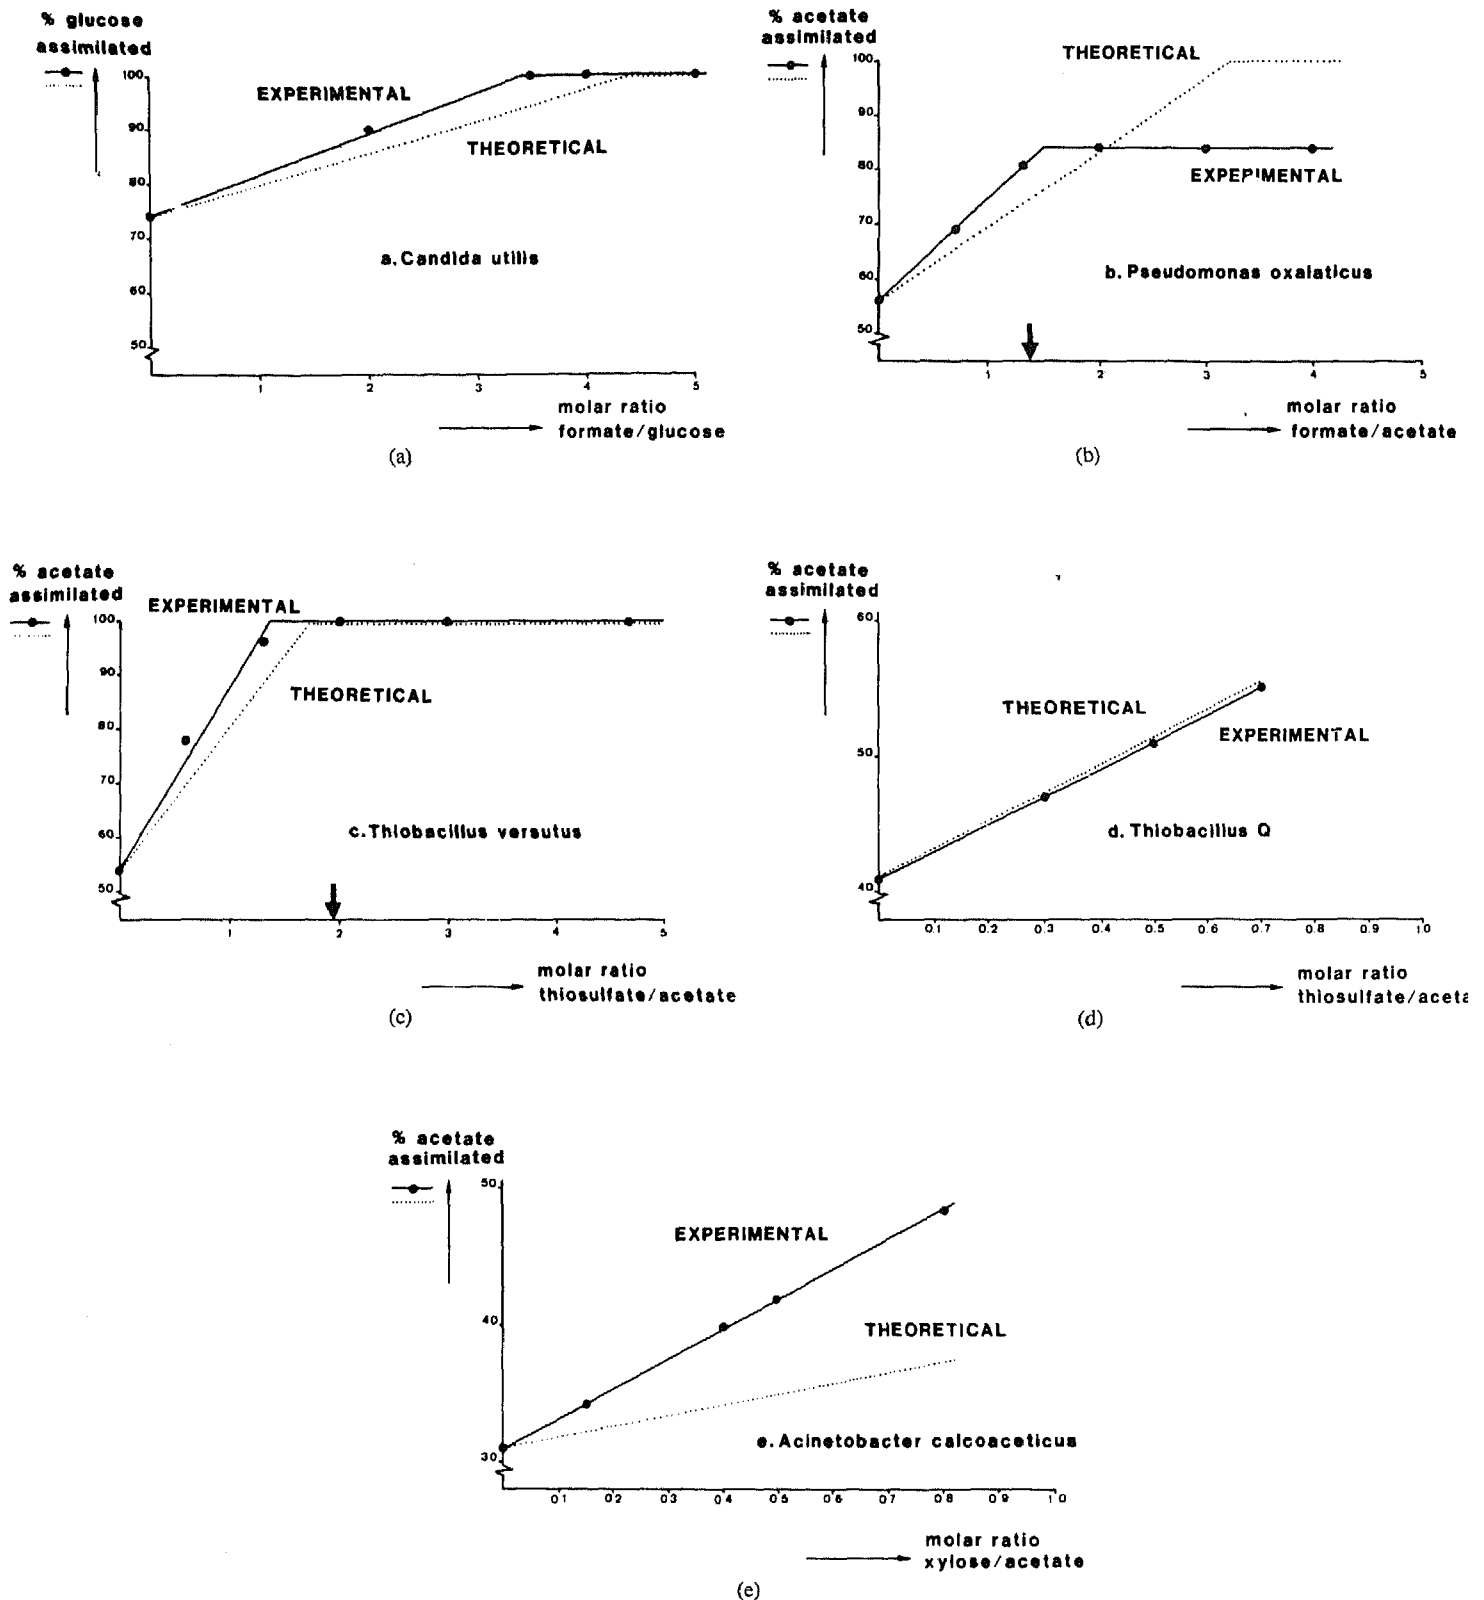 % glucose
assimilated
100
90
80
70
60
50
EXPERIMENTAL
THEORETICAL
a. Candida utilis
1 2 3 4 5
molar ratio
formate/glucose
(a)
% acetate
assimilated
100
90
80
70
60
50
THEORETICAL
EXPEPIMENTAL
b. Pseudomonas oxalaticus
1 2 3 4 5
molar ratio
formate/acetate
(b)
% acetate
assimilated
100
90
80
70
60
50
EXPERIMENTAL
THEORETICAL
c. Thiobacillus versutus
1 2 3 4 5
molar ratio
thiosulfate/acetate
(c)
% acetate
assimilated
60
50
40
THEORETICAL
EXPERIMENTAL
d. Thiobacillus Q
0.1 0.2 0.3 0.4 0.5 0.6 0.7 0.8 0.9 1.0
molar ratio
thiosulfate/aceta
(d)
% acetate
assimilated
50
40
30
EXPERIMENTAL
THEORETICAL
e. Acinetobacter calcoaceticus
0.1 0.2 0.3 0.4 0.5 0.6 0.7 0.8 0.9 1.0
molar ratio
xylose/acetate
(e)